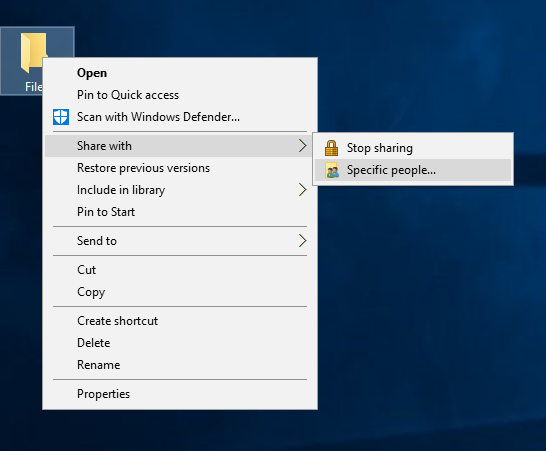 File
Open
Pin to Quick access
Scan with Windows Defender...
Share with
Stop sharing
Specific people...
Restore previous versions
Include in library
Pin to Start
Send to
Cut
Copy
Create shortcut
Delete
Rename
Properties